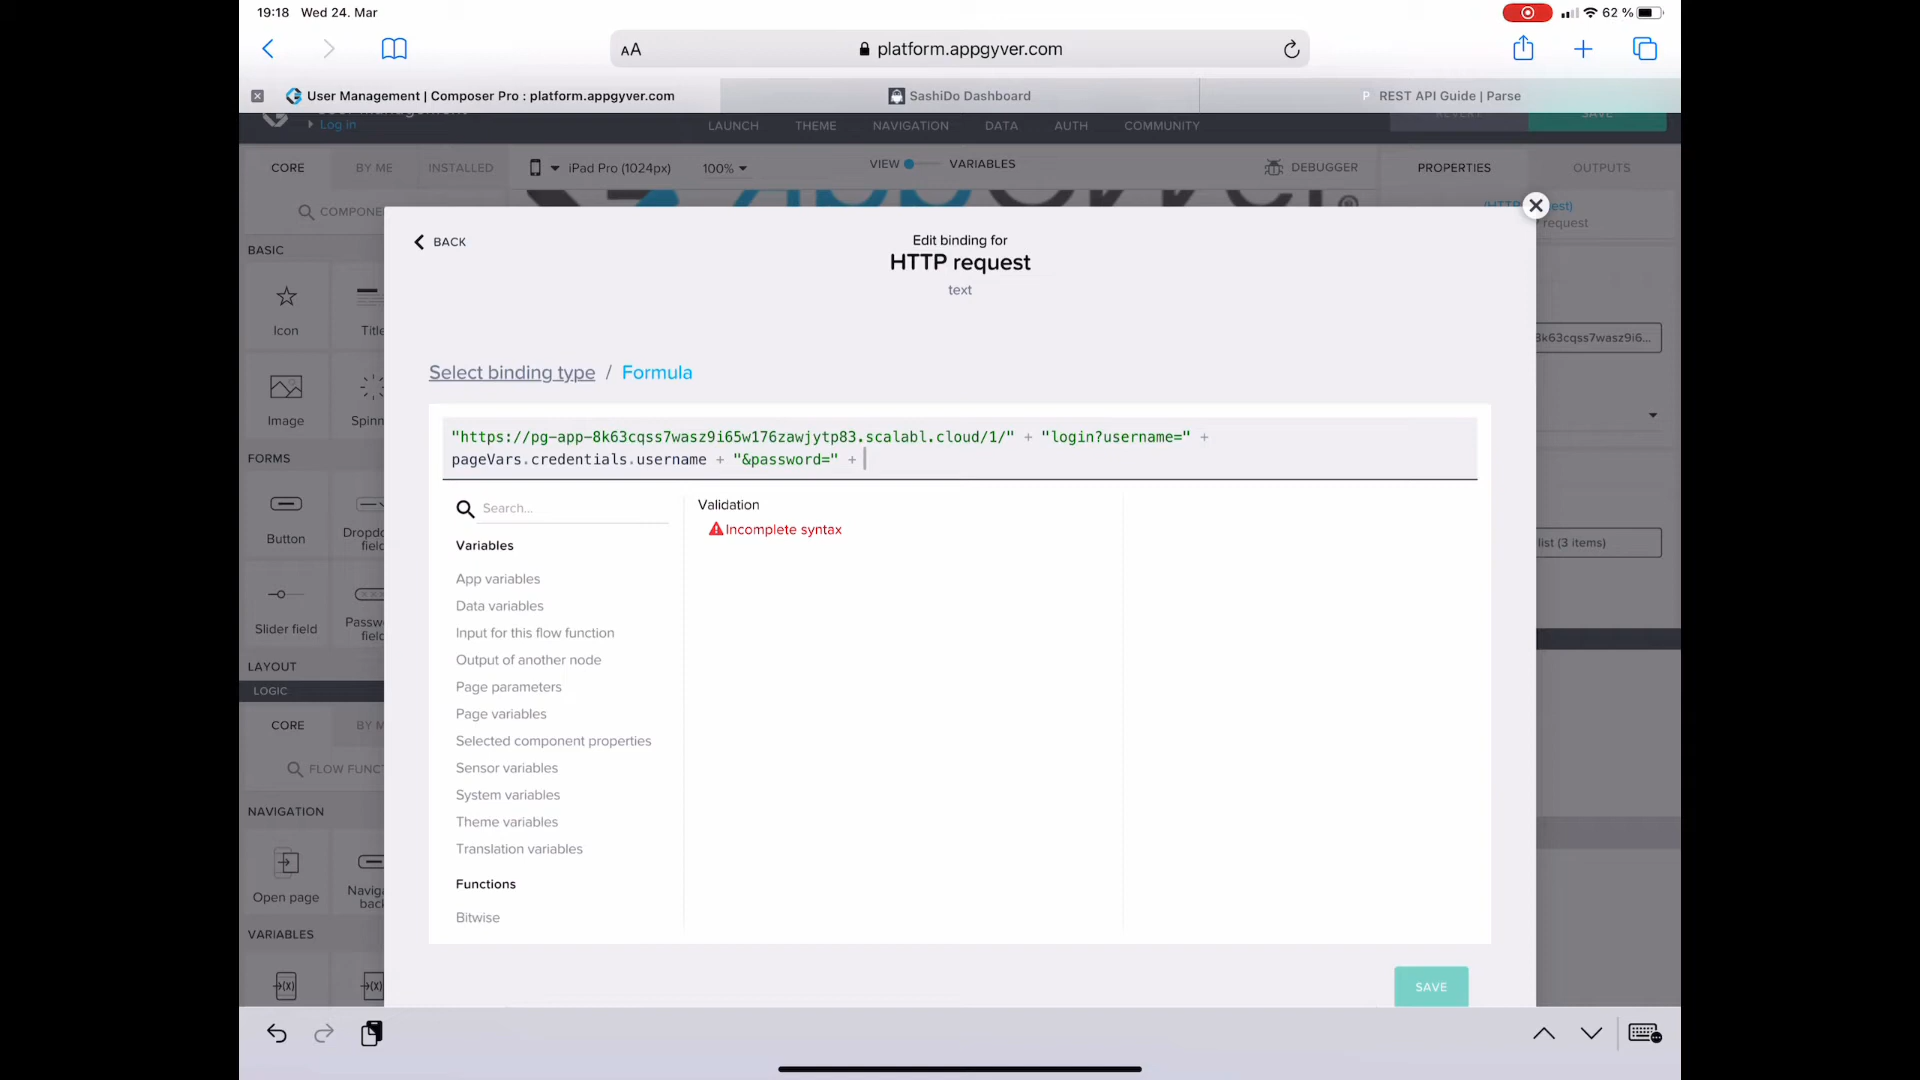 19:18 Wed 24. Mar
62 %
AA
platform.appgyver.com
User Management | Composer Pro : platform.appgyver.com
SashiDo Dashboard
P REST API Guide | Parse
Log in
LAUNCH
THEME
NAVIGATION
DATA
AUTH
COMMUNITY
CORE
BY ME
INSTALLED
iPad Pro (1024px)
100%
VIEW
VARIABLES
DEBUGGER
PROPERTIES
OUTPUTS
BASIC
Icon
Image
FORMS
Button
Slider field
LAYOUT
LOGIC
CORE
NAVIGATION
Open page
VARIABLES
request
8k63cqss7wasz9i6...
list (3 items)
BACK
Edit binding for
HTTP request
text
Select binding type / Formula
"https://pg-app-8k63cqss7wasz9i65w176zawjytp83.scalabl.cloud/1/" + "login?username=" +
pageVars.credentials.username + "&password=" +
Search...
Variables
App variables
Data variables
Input for this flow function
Output of another node
Page parameters
Page variables
Selected component properties
Sensor variables
System variables
Theme variables
Translation variables
Functions
Bitwise
Validation
Incomplete syntax
SAVE